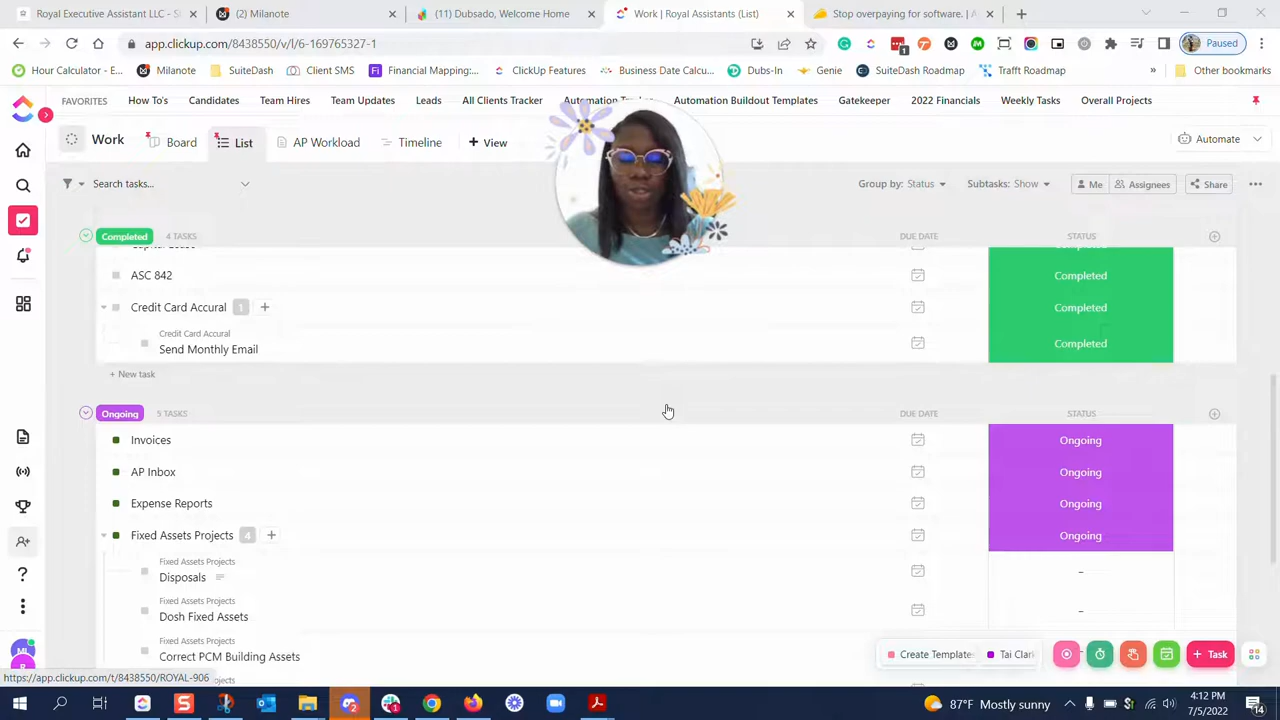 Royal Executive Assistant LLC - S
(2) Milanote
(11) Dubsado, Welcome Home
Work | Royal Assistants (List)
Stop overpaying for software. | A
app.clickup.com/8438550/v/l/6-169765327-1
1
Paused
Hour Calculator - E...
Milanote
SuiteDash
Client SMS
Financial Mapping:...
ClickUp Features
Business Date Calcu...
Dubs-In
Genie
SuiteDash Roadmap
Trafft Roadmap
Other bookmarks
FAVORITES
How To's
Candidates
Team Hires
Team Updates
Leads
All Clients Tracker
Automation Buildout Templates
Gatekeeper
2022 Financials
Weekly Tasks
Overall Projects
Work
Board
List
AP Workload
Timeline
+ View
Automate
Search tasks...
Group by: Status
Subtasks: Show
Me
Assignees
Share
Completed
4 TASKS
DUE DATE
STATUS
Completed
ASC 842
Completed
Credit Card Accural
1
Completed
Credit Card Accural
Send Monthly Email
Completed
+ New task
Ongoing
5 TASKS
DUE DATE
STATUS
Invoices
Ongoing
AP Inbox
Ongoing
Expense Reports
Ongoing
Fixed Assets Projects
4
Ongoing
Fixed Assets Projects
Disposals
–
Fixed Assets Projects
Dosh Fixed Assets
–
Fixed Assets Projects
Correct PCM Building Assets
Create Template
Tai Clark
+ Task
https://app.clickup.com/t/8438550/ROYAL-906
87°F Mostly sunny
4:12 PM
7/5/2022